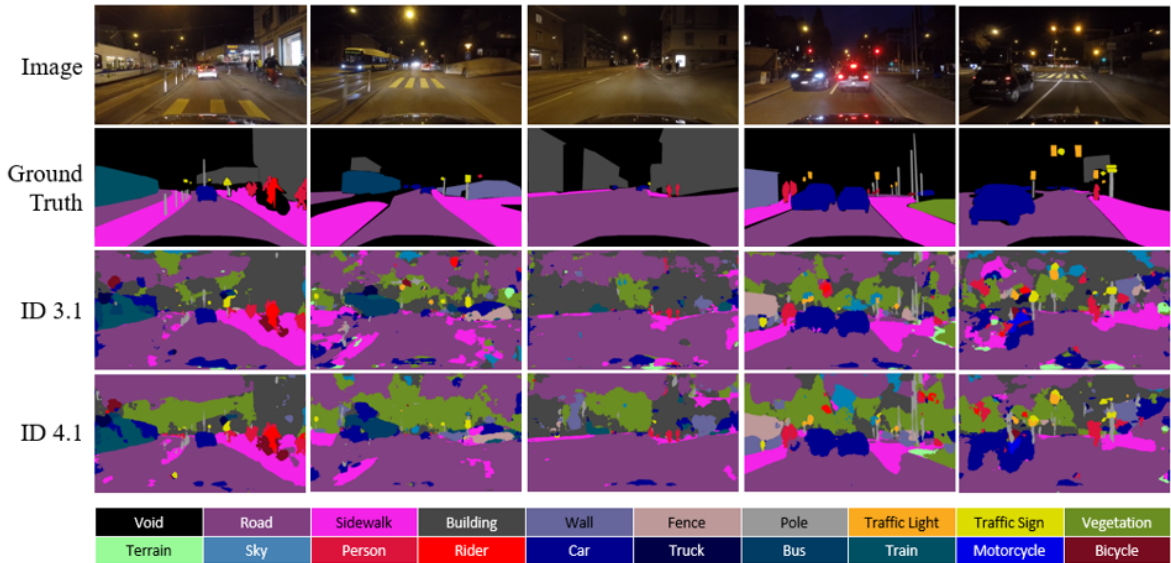 Image
Ground
Truth
ID 3.1
ID 4.1
Void Road Sidewalk Building Wall Fence Pole Traffic Light Traffic Sign Vegetation
Terrain Sky Person Rider Car Truck Bus Train Motorcycle Bicycle